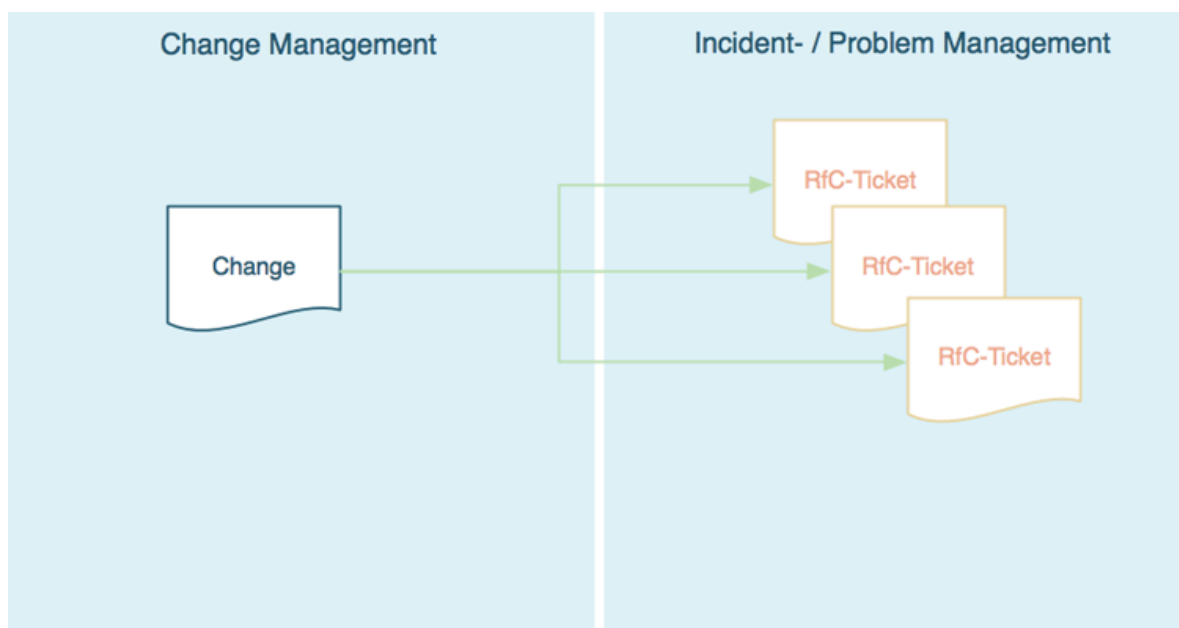 Change Management
Incident- / Problem Management
RfC-Ticket
Change
RfC-Ticket
RfC-Ticket